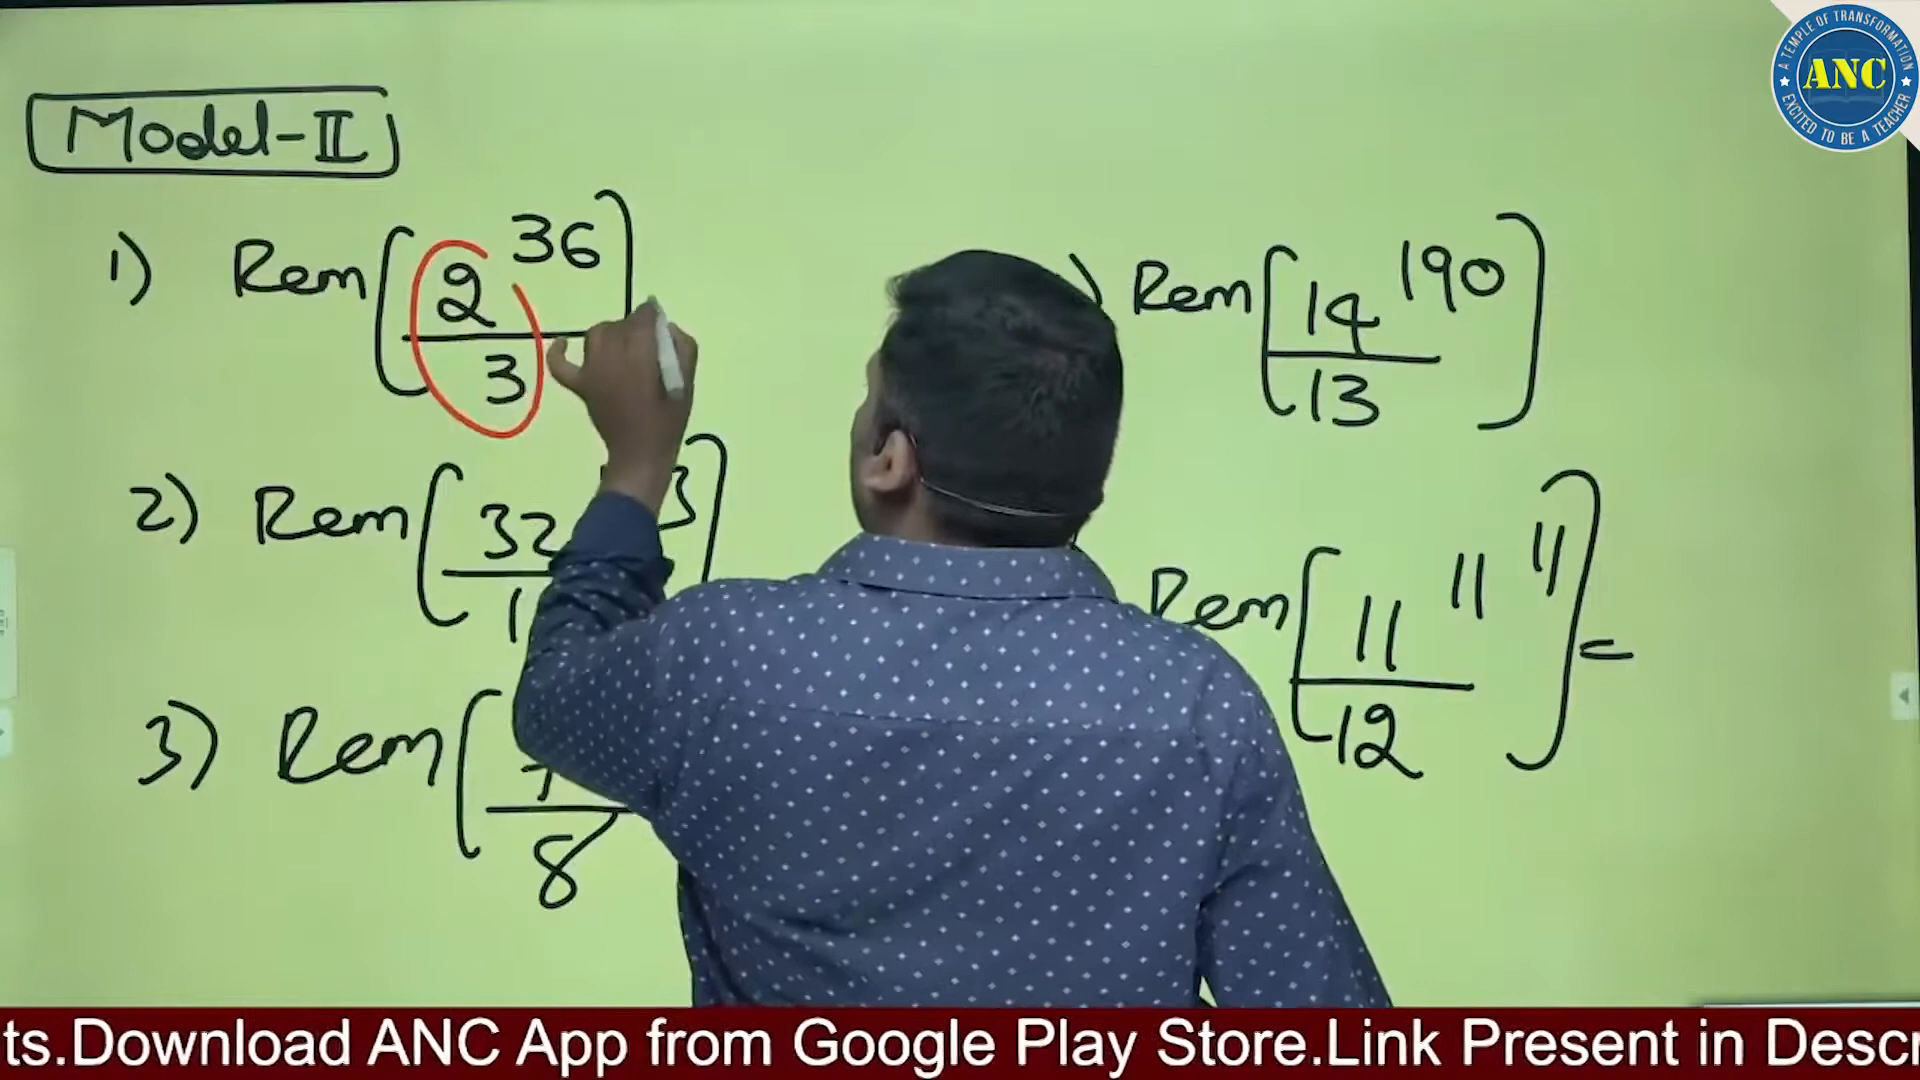 Model-II
1) Rem[2^36/3]
2) Rem[32
3) Rem[
8
) Rem[14^190/13]
Rem[11^11^11/12] =
A TEMPLE OF TRANSFORMATION
ANC
EXCITED TO BE A TEACHER
ts.Download ANC App from Google Play Store.Link Present in Descr